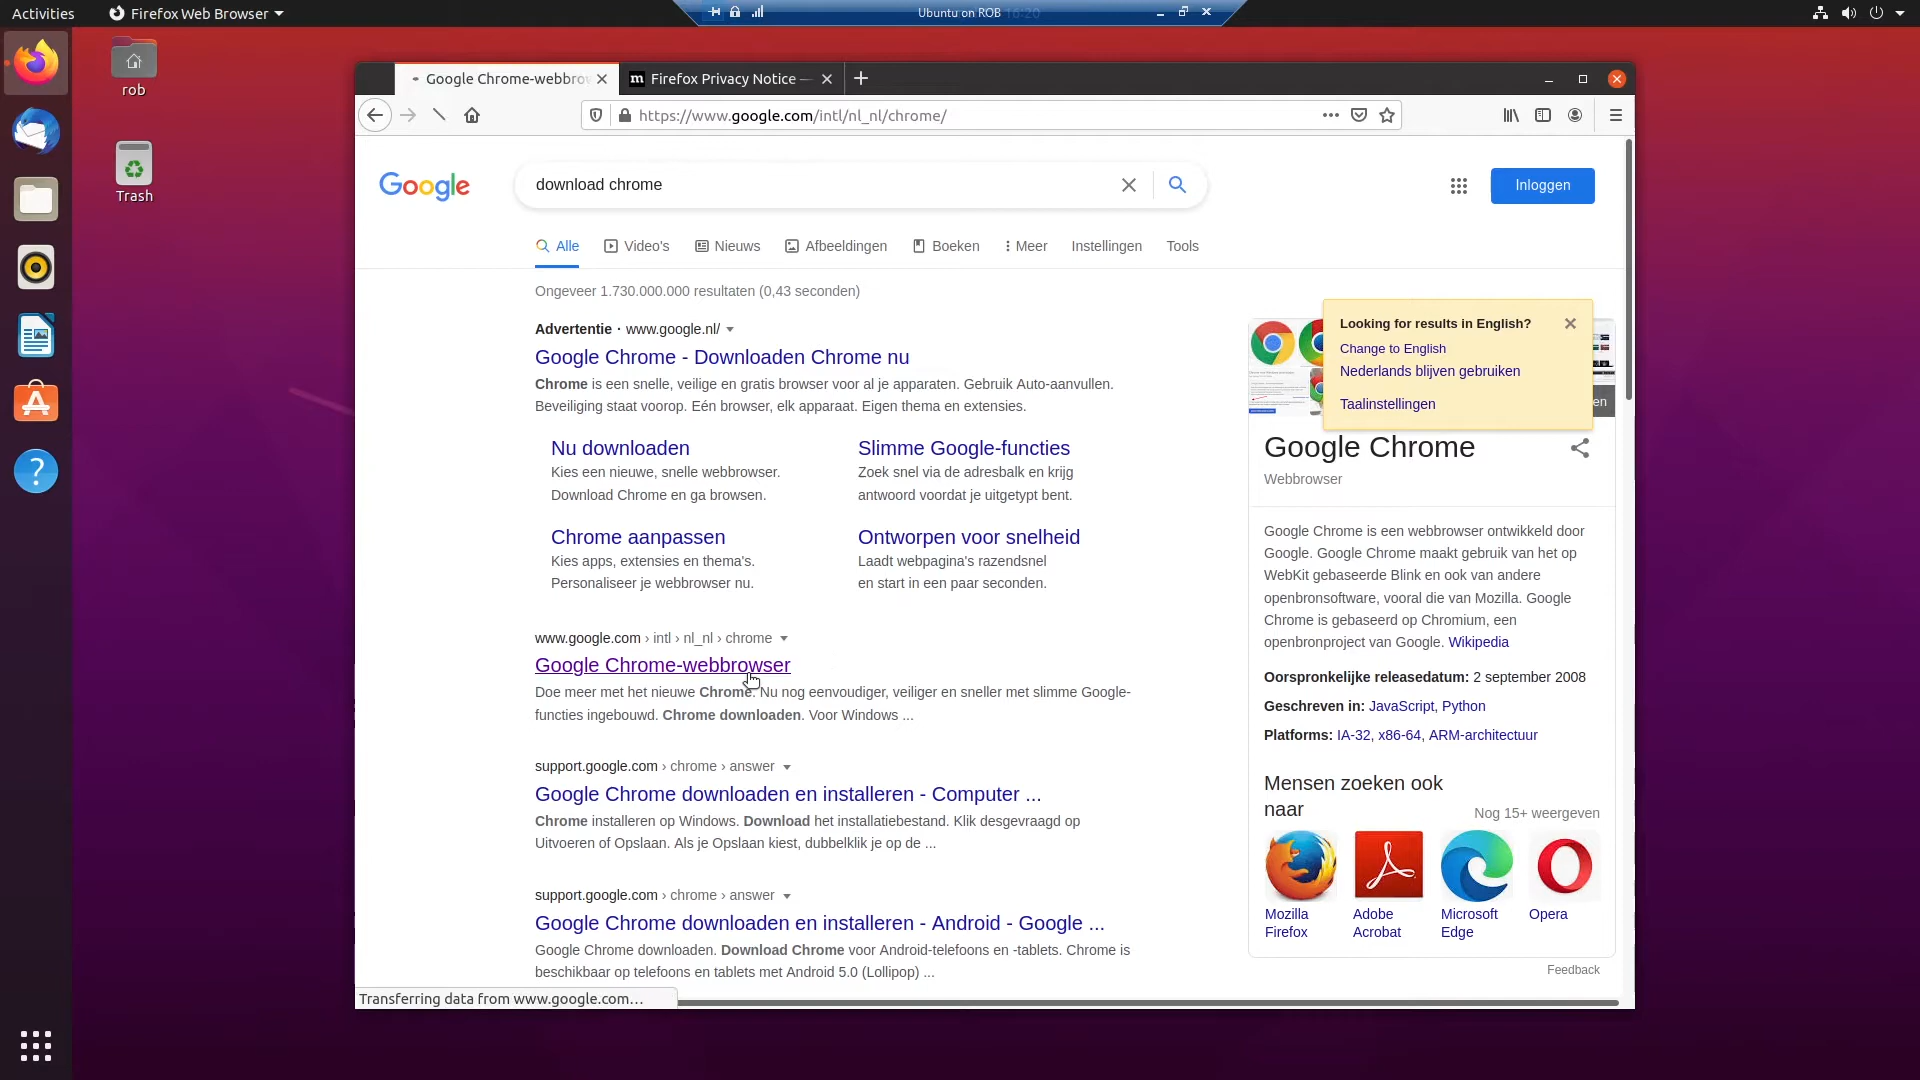 Activities
Firefox Web Browser
Ubuntu on ROB
16:20
rob
Trash
Google Chrome-webbrow
Firefox Privacy Notice —
https://www.google.com/intl/nl_nl/chrome/
Google
download chrome
Inloggen
Alle
Video's
Nieuws
Afbeeldingen
Boeken
Meer
Instellingen
Tools
Ongeveer 1.730.000.000 resultaten (0,43 seconden)
Advertentie · www.google.nl/
Google Chrome - Downloaden Chrome nu
Chrome is een snelle, veilige en gratis browser voor al je apparaten. Gebruik Auto-aanvullen.
Beveiliging staat voorop. Eén browser, elk apparaat. Eigen thema en extensies.
Nu downloaden
Kies een nieuwe, snelle webbrowser.
Download Chrome en ga browsen.
Slimme Google-functies
Zoek snel via de adresbalk en krijg
antwoord voordat je uitgetypt bent.
Chrome aanpassen
Kies apps, extensies en thema's.
Personaliseer je webbrowser nu.
Ontworpen voor snelheid
Laadt webpagina's razendsnel
en start in een paar seconden.
www.google.com › intl › nl_nl › chrome
Google Chrome-webbrowser
Doe meer met het nieuwe Chrome. Nu nog eenvoudiger, veiliger en sneller met slimme Google-
functies ingebouwd. Chrome downloaden. Voor Windows ...
support.google.com › chrome › answer
Google Chrome downloaden en installeren - Computer ...
Chrome installeren op Windows. Download het installatiebestand. Klik desgevraagd op
Uitvoeren of Opslaan. Als je Opslaan kiest, dubbelklik je op de ...
support.google.com › chrome › answer
Google Chrome downloaden en installeren - Android - Google ...
Google Chrome downloaden. Download Chrome voor Android-telefoons en -tablets. Chrome is
beschikbaar op telefoons en tablets met Android 5.0 (Lollipop) ...
Looking for results in English?
Change to English
Nederlands blijven gebruiken
Taalinstellingen
en
Google Chrome
Webbrowser
Google Chrome is een webbrowser ontwikkeld door
Google. Google Chrome maakt gebruik van het op
WebKit gebaseerde Blink en ook van andere
openbronsoftware, vooral die van Mozilla. Google
Chrome is gebaseerd op Chromium, een
openbronproject van Google. Wikipedia
Oorspronkelijke releasedatum: 2 september 2008
Geschreven in: JavaScript, Python
Platforms: IA-32, x86-64, ARM-architectuur
Mensen zoeken ook
naar
Nog 15+ weergeven
Mozilla
Firefox
Adobe
Acrobat
Microsoft
Edge
Opera
Feedback
Transferring data from www.google.com…